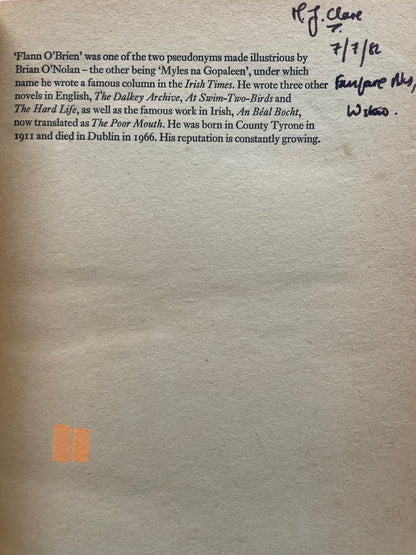 M. J. Clare
7/7/82
'Flann O'Brien' was one of the two pseudonyms made illustrious by
Brian O'Nolan – the other being 'Myles na Gopaleen', under which
name he wrote a famous column in the Irish Times. He wrote three other
novels in English, The Dalkey Archive, At Swim-Two-Birds and
The Hard Life, as well as the famous work in Irish, An Béal Bocht,
now translated as The Poor Mouth. He was born in County Tyrone in
1911 and died in Dublin in 1966. His reputation is constantly growing.